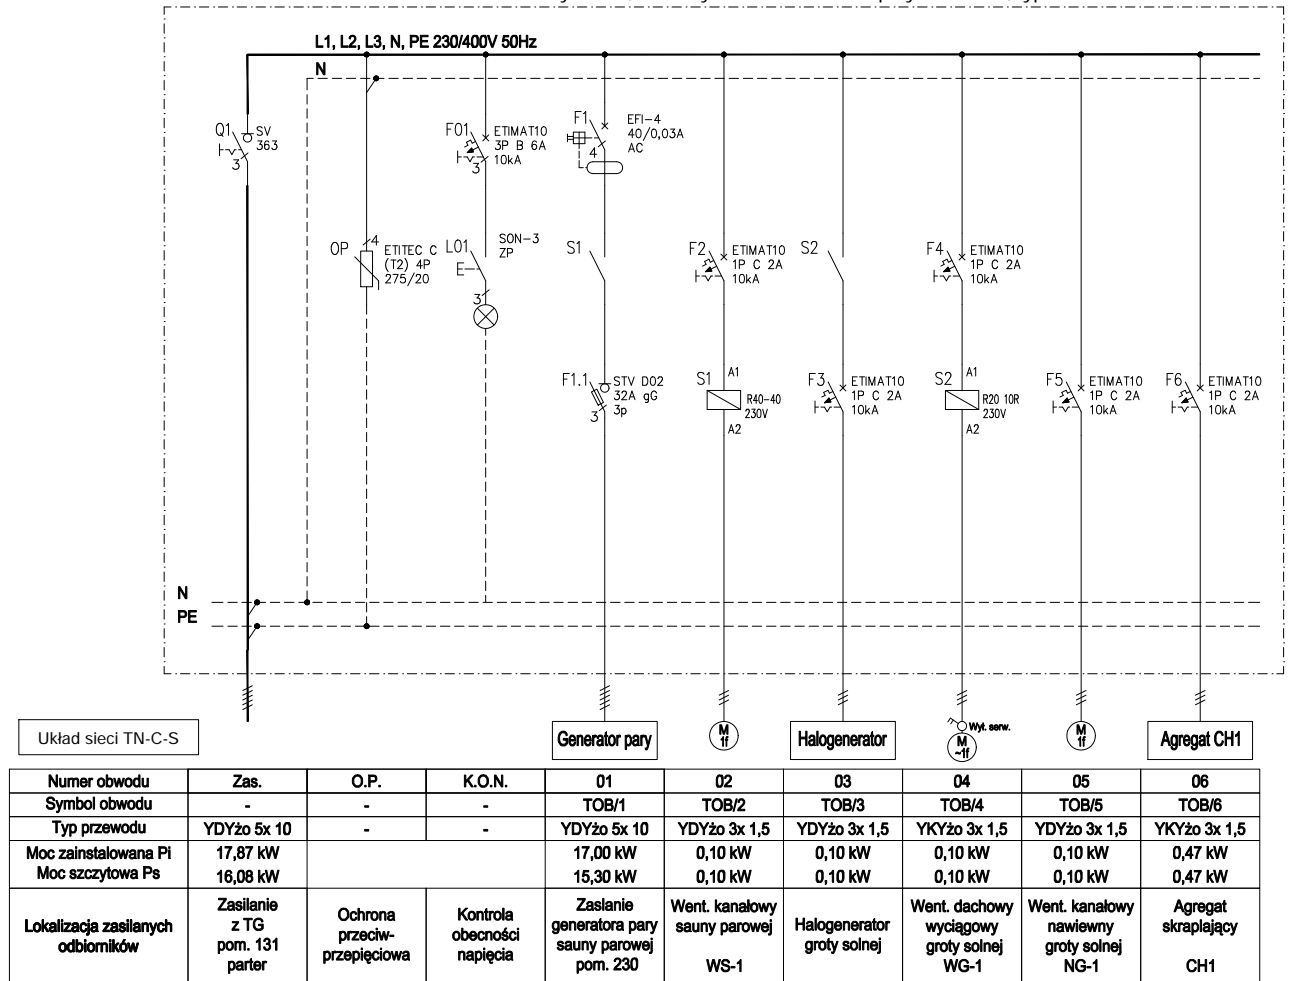 L1, L2, L3, N, PE 230/400V 50Hz
N
Q1
SV
363
3
OP
4
ETITEC C
(T2) 4P
275/20
F01
ETIMAT10
3P B 6A
10kA
3
L01
SON-3
ZP
E
3
F1
EFI-4
40/0,03A
AC
4
S1
F1.1
STV D02
32A gG
3p
3
F2
ETIMAT10
1P C 2A
10kA
S1
A1
R40-40
230V
A2
S2
F3
ETIMAT10
1P C 2A
10kA
F4
ETIMAT10
1P C 2A
10kA
S2
A1
R20 10R
230V
A2
F5
ETIMAT10
1P C 2A
10kA
F6
ETIMAT10
1P C 2A
10kA
N
PE
Układ sieci TN-C-S
Generator pary
M
1f
Halogenerator
Wył. serw.
M
~1f
M
1f
Agregat CH1
Numer obwodu Zas. O.P. K.O.N. 01 02 03 04 05 06
Symbol obwodu - - - TOB/1 TOB/2 TOB/3 TOB/4 TOB/5 TOB/6
Typ przewodu YDYżo 5x 10 - - YDYżo 5x 10 YDYżo 3x 1,5 YDYżo 3x 1,5 YKYżo 3x 1,5 YDYżo 3x 1,5 YKYżo 3x 1,5
Moc zainstalowana Pi 17,87 kW 17,00 kW 0,10 kW 0,10 kW 0,10 kW 0,10 kW 0,47 kW
Moc szczytowa Ps 16,08 kW 15,30 kW 0,10 kW 0,10 kW 0,10 kW 0,10 kW 0,47 kW
Lokalizacja zasilanych
odbiorników
Zasilanie
z TG
pom. 131
parter
Ochrona
przeciw-
przepięciowa
Kontrola
obecności
napięcia
Zaslanie
generatora pary
sauny parowej
pom. 230
Went. kanałowy
sauny parowej
WS-1
Halogenerator
groty solnej
Went. dachowy
wyciągowy
groty solnej
WG-1
Went. kanałowy
nawiewny
groty solnej
NG-1
Agregat
skraplający
CH1